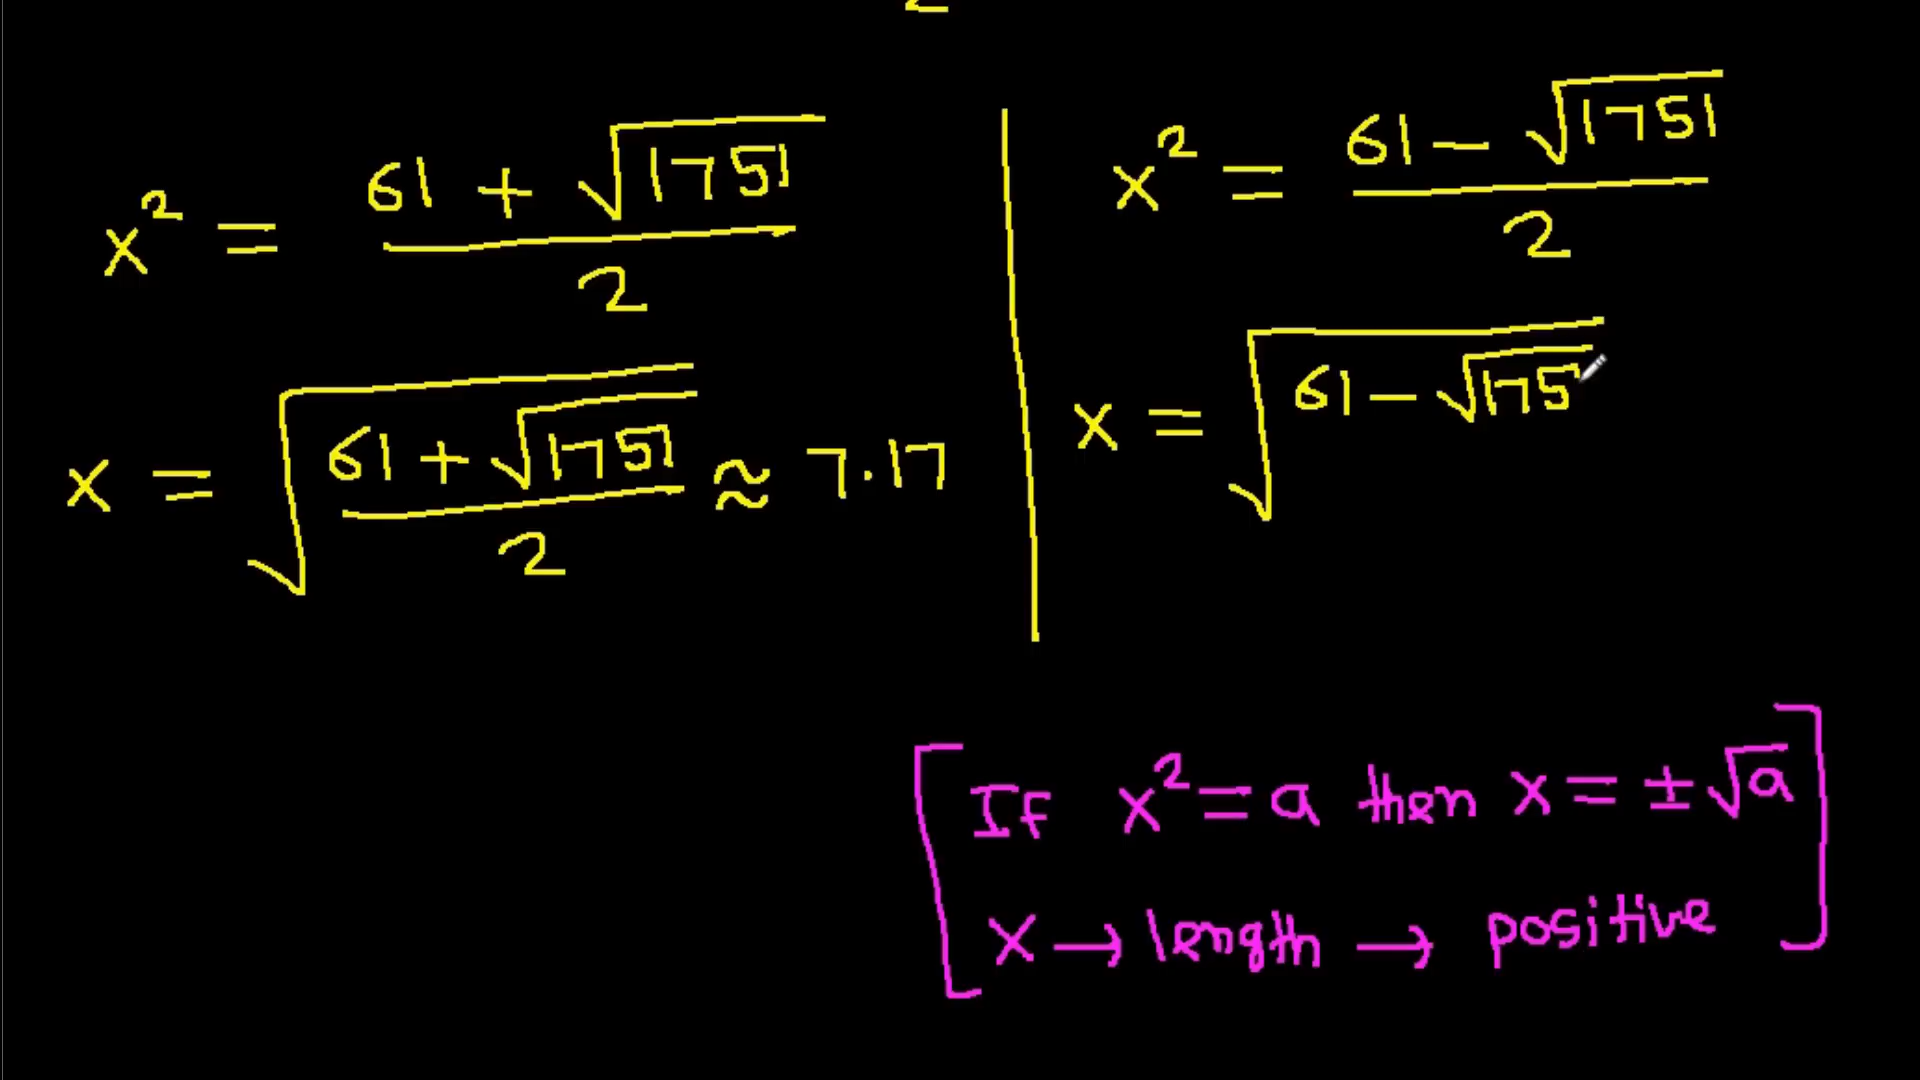 x² = (61 + √1751)/2
x = √((61 + √1751)/2) ≈ 7.17
x² = (61 − √1751)/2
x = √(61 − √175
[If x² = a then x = ± √a
x → length → positive]